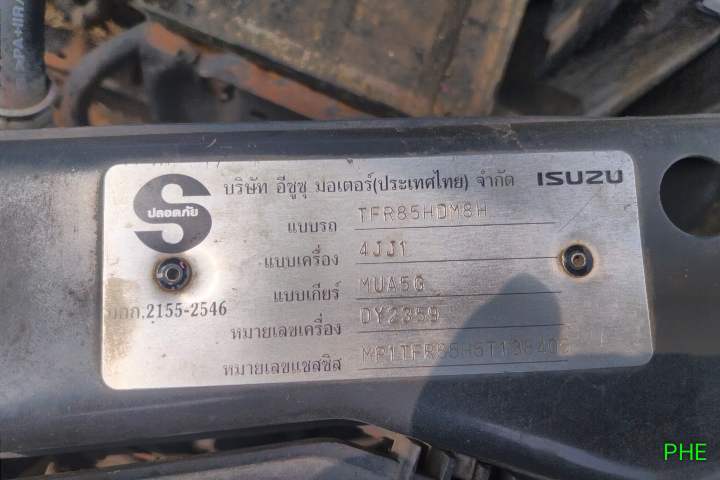 PA+HRA
บริษัท อีซูซุ มอเตอร์(ประเทศไทย) จำกัด ISUZU
S
ปลอดภัย
แบบรถ TFR85HDM8H
แบบเครื่อง 4JJ1
แบบเกียร์ MUA5G
มอก.2155-2546
หมายเลขเครื่อง DY2359
หมายเลขแชสซิส
PHE